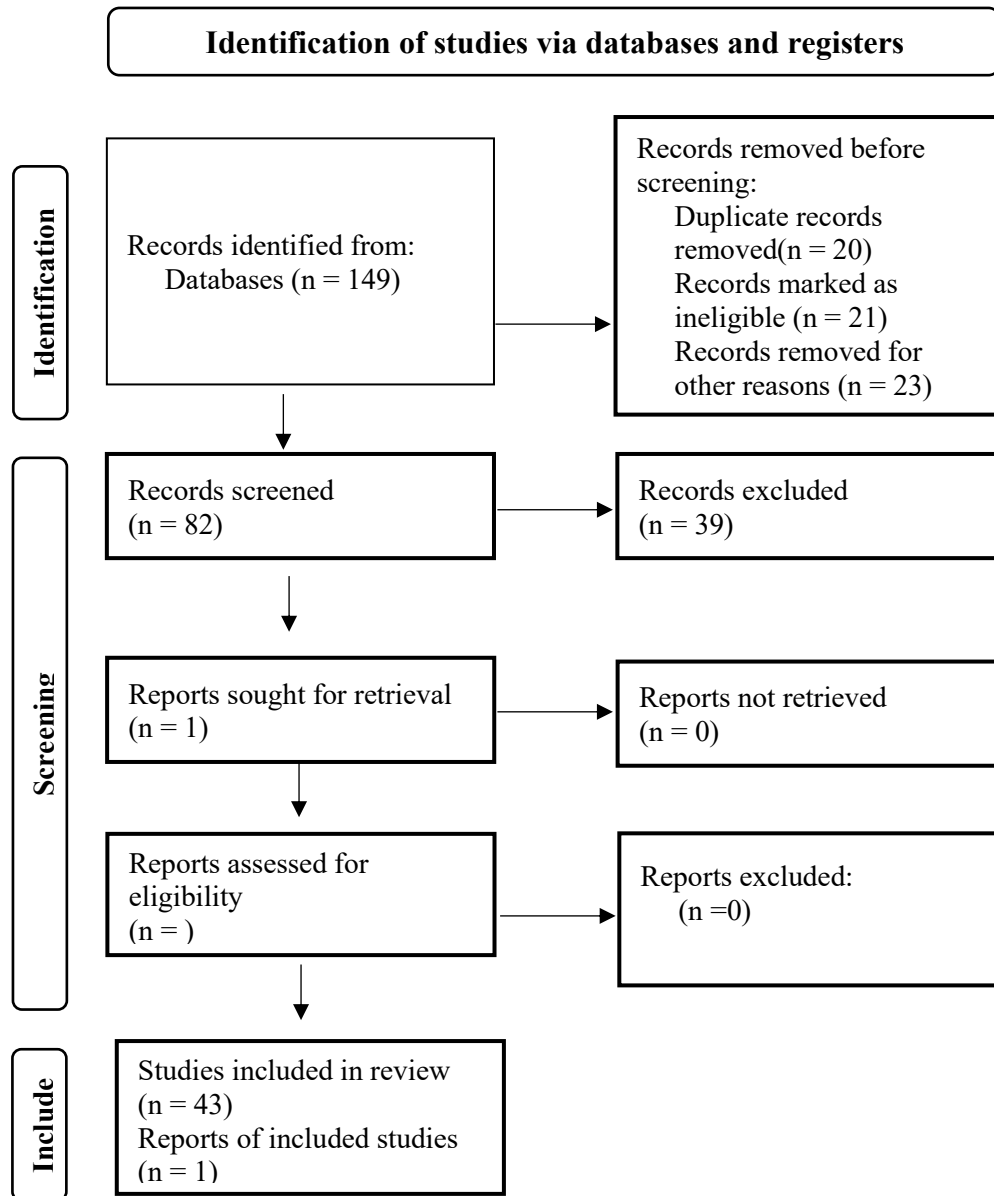 Identification of studies via databases and registers
Identification
Records identified from:
Databases (n = 149)
Records removed before
screening:
Duplicate records
removed(n = 20)
Records marked as
ineligible (n = 21)
Records removed for
other reasons (n = 23)
Screening
Records screened
(n = 82)
Records excluded
(n = 39)
Reports sought for retrieval
(n = 1)
Reports not retrieved
(n = 0)
Reports assessed for
eligibility
(n = )
Reports excluded:
(n =0)
Include
Studies included in review
(n = 43)
Reports of included studies
(n = 1)